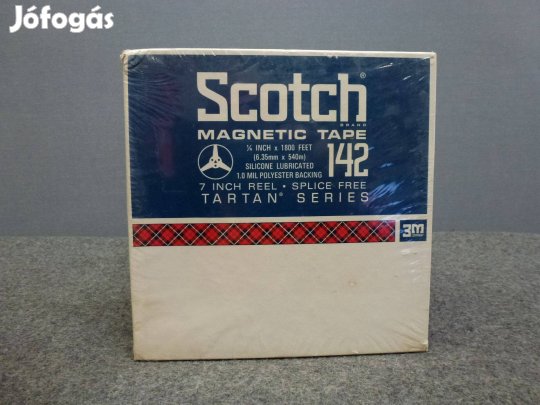 Jófogás
Scotch®
BRAND
MAGNETIC TAPE
¼ INCH x 1800 FEET
(6.35mm x 540m)
SILICONE LUBRICATED
1.0 MIL POLYESTER BACKING
142
7 INCH REEL • SPLICE FREE
TARTAN® SERIES
3m